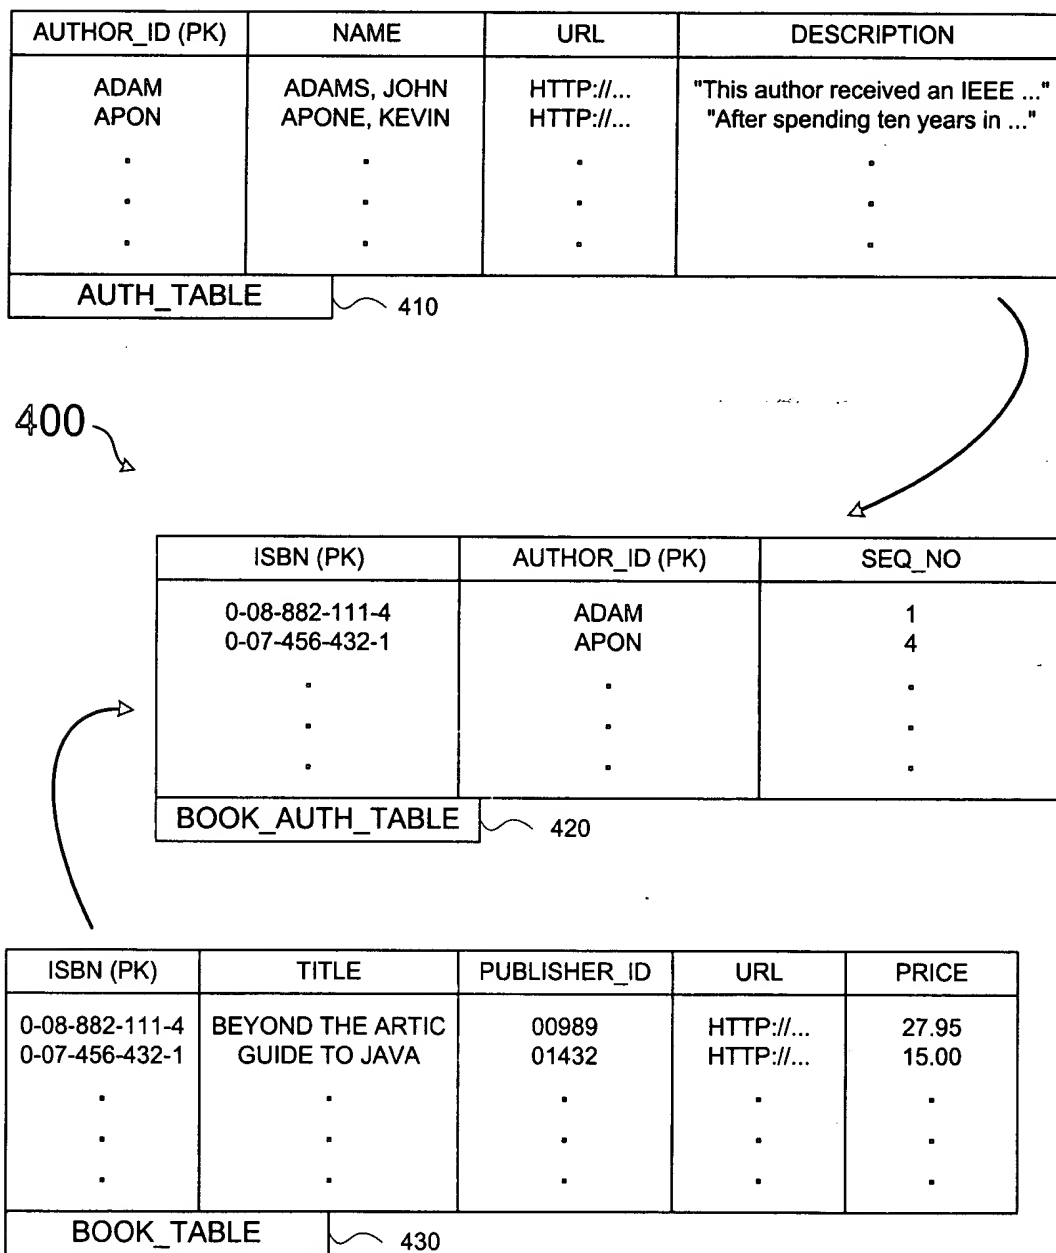 AUTHOR_ID (PK) NAME URL DESCRIPTION
ADAM ADAMS, JOHN HTTP://... "This author received an IEEE ..."
APON APONE, KEVIN HTTP://... "After spending ten years in ..."
AUTH_TABLE 410
400
ISBN (PK) AUTHOR_ID (PK) SEQ_NO
0-08-882-111-4 ADAM 1
0-07-456-432-1 APON 4
BOOK_AUTH_TABLE 420
ISBN (PK) TITLE PUBLISHER_ID URL PRICE
0-08-882-111-4 BEYOND THE ARTIC 00989 HTTP://... 27.95
0-07-456-432-1 GUIDE TO JAVA 01432 HTTP://... 15.00
BOOK_TABLE 430